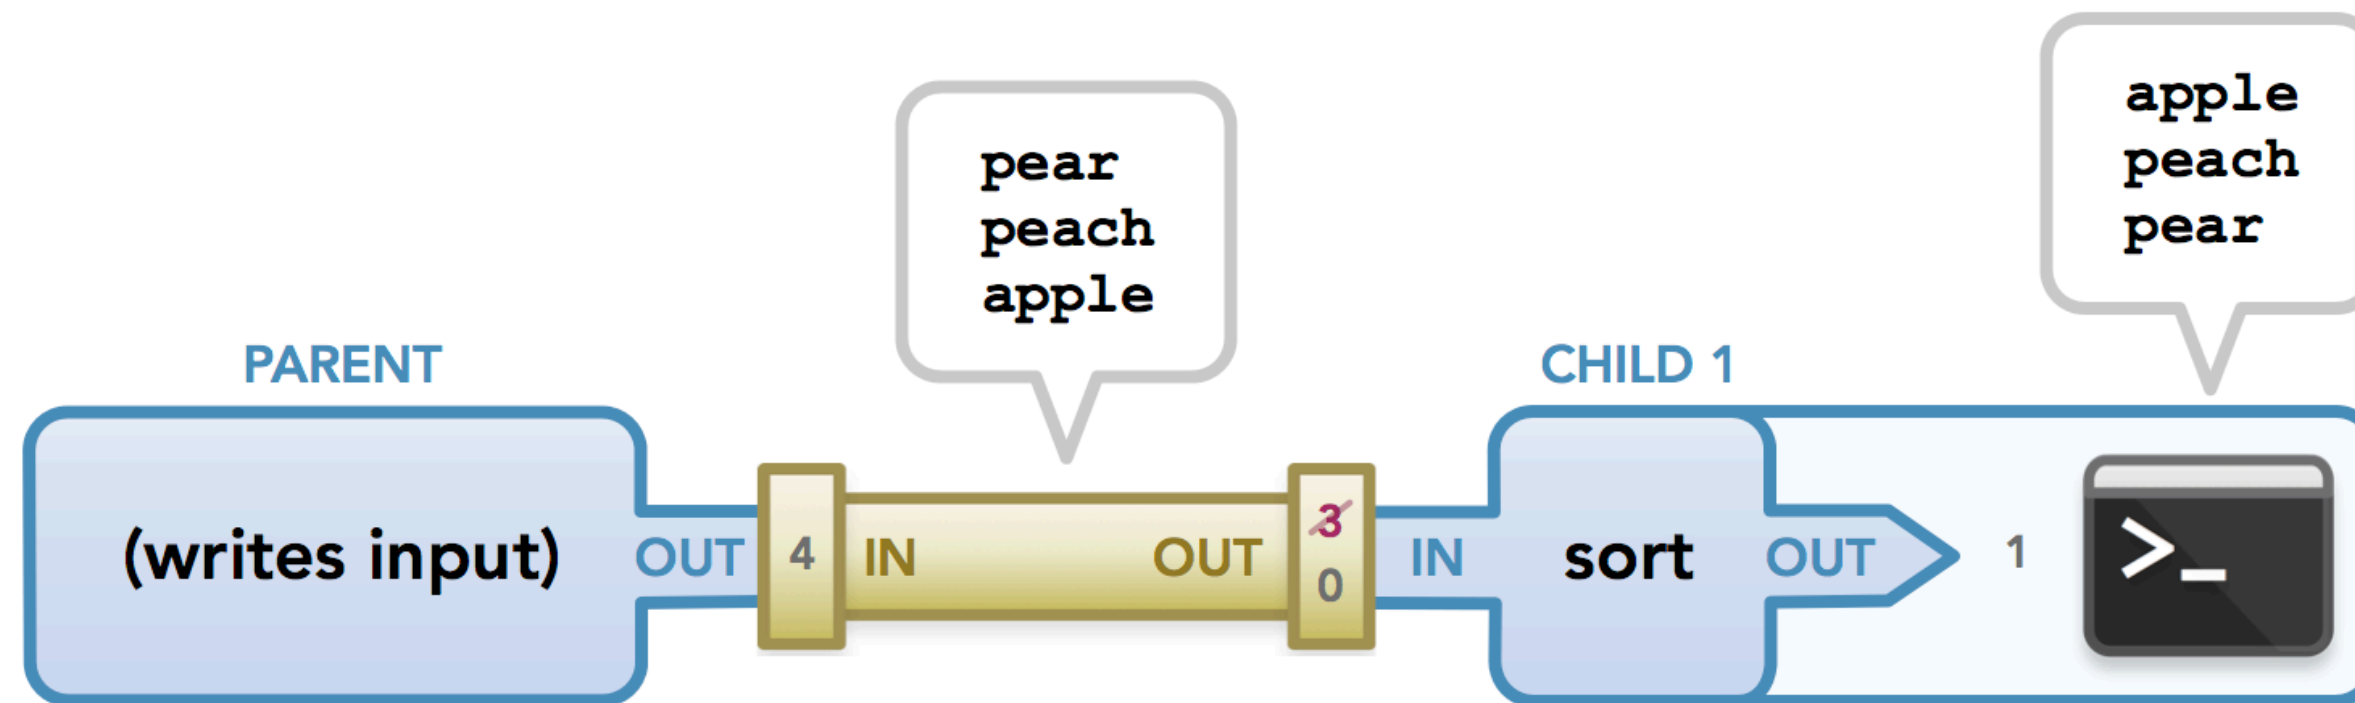 apple
peach
pear
pear
peach
apple
PARENT
CHILD 1
(writes input)
OUT
4
IN
OUT
3
0
IN
sort
OUT
1
>_